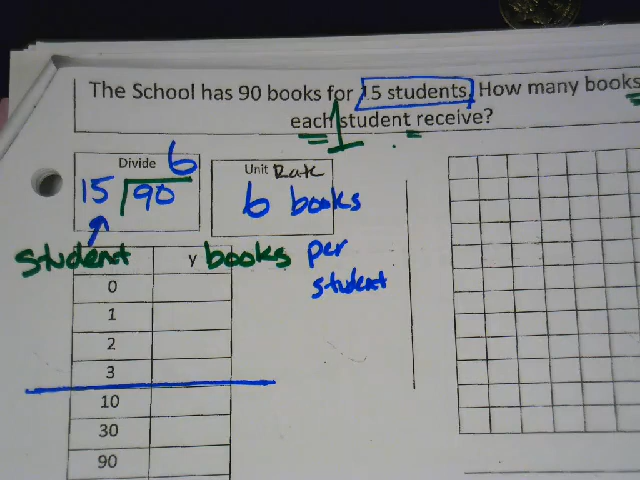 The School has 90 books for 15 students. How many books
each 1 student receive?
Divide 6
15 90
Unit Rate
6 books
per
student
student y books
0
1
2
3
10
30
90